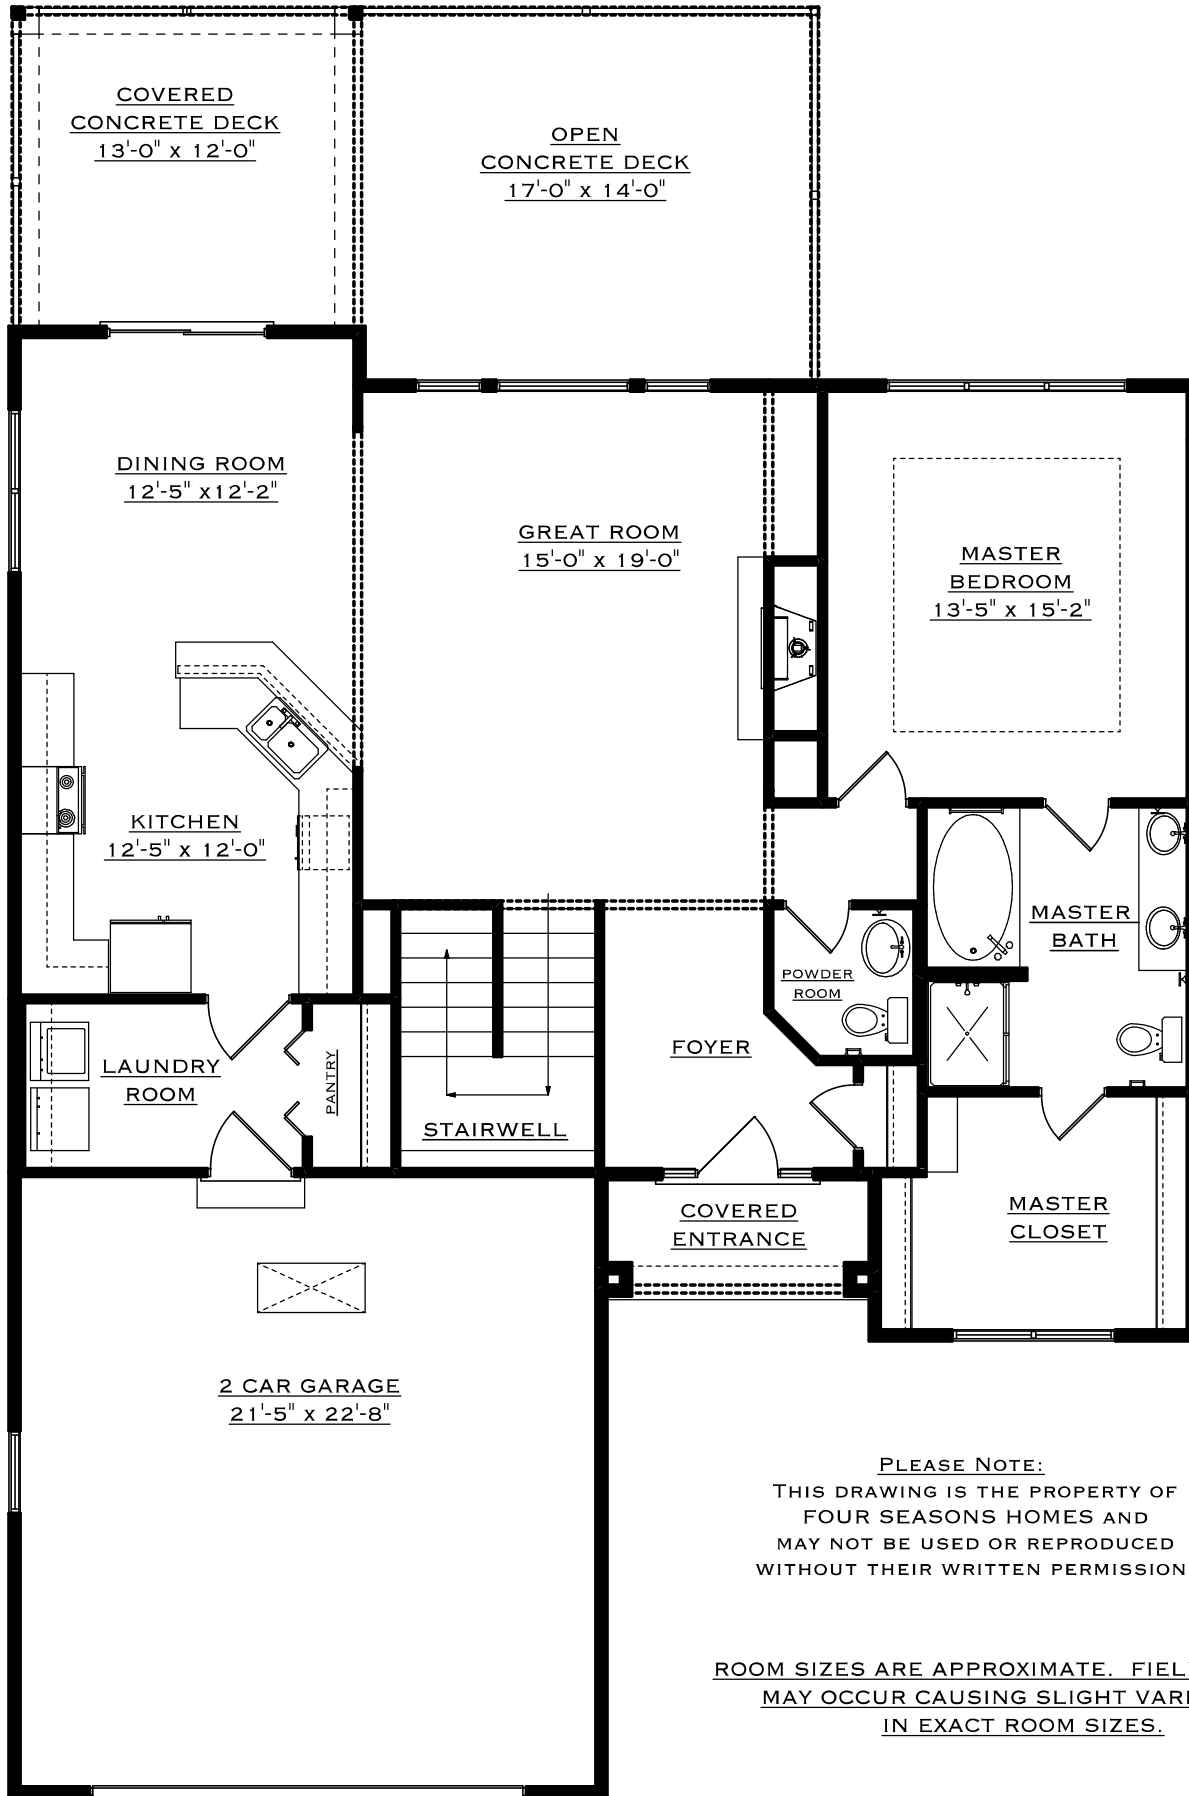 COVERED
CONCRETE DECK
13'-0" x 12'-0"
OPEN
CONCRETE DECK
17'-0" x 14'-0"
DINING ROOM
12'-5" x12'-2"
GREAT ROOM
15'-0" x 19'-0"
MASTER
BEDROOM
13'-5" x 15'-2"
KITCHEN
12'-5" x 12'-0"
MASTER
BATH
POWDER
ROOM
LAUNDRY
ROOM
PANTRY
FOYER
STAIRWELL
COVERED
ENTRANCE
MASTER
CLOSET
2 CAR GARAGE
21'-5" x 22'-8"
PLEASE NOTE:
THIS DRAWING IS THE PROPERTY OF
FOUR SEASONS HOMES AND
MAY NOT BE USED OR REPRODUCED
WITHOUT THEIR WRITTEN PERMISSION
ROOM SIZES ARE APPROXIMATE. FIEL
MAY OCCUR CAUSING SLIGHT VARI
IN EXACT ROOM SIZES.